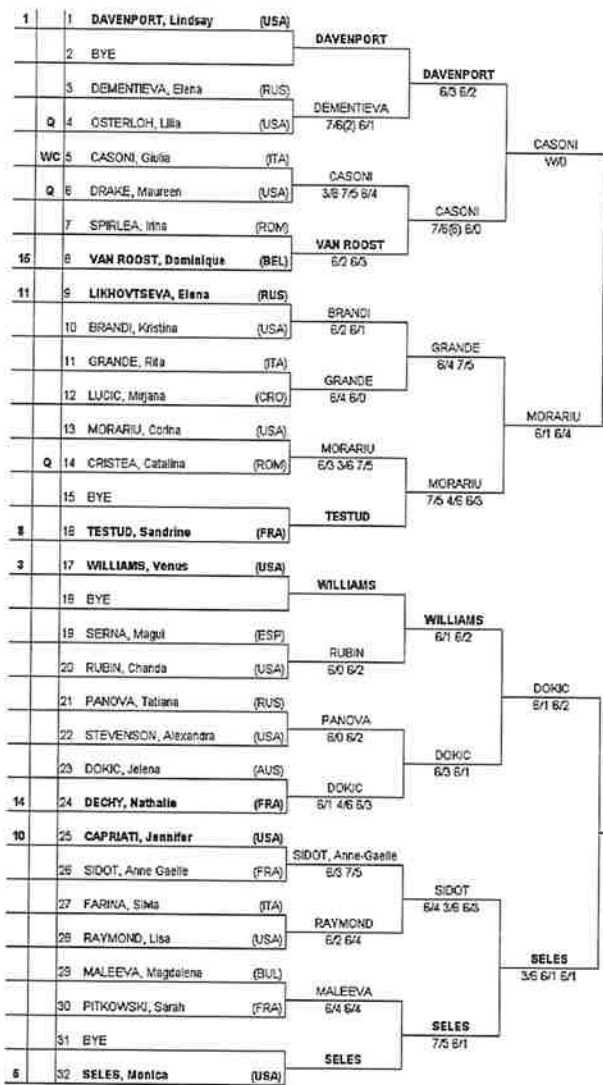 1 1 DAVENPORT, Lindsay (USA)
DAVENPORT
2 BYE
DAVENPORT
6/3 6/2
3 DEMENTIEVA, Elena (RUS)
DEMENTIEVA
7/6(2) 6/1
Q 4 OSTERLOH, Lilia (USA)
CASONI
W/O
WC 5 CASONI, Giulia (ITA)
CASONI
3/6 7/5 6/4
Q 6 DRAKE, Maureen (USA)
CASONI
7/6(6) 6/0
7 SPIRLEA, Irina (ROM)
VAN ROOST
6/2 6/3
15 8 VAN ROOST, Dominique (BEL)
11 9 LIKHOVTSEVA, Elena (RUS)
BRANDI
6/2 6/1
10 BRANDI, Kristina (USA)
GRANDE
6/4 7/5
11 GRANDE, Rita (ITA)
GRANDE
6/4 6/0
12 LUCIC, Mirjana (CRO)
MORARIU
6/1 6/4
13 MORARIU, Corina (USA)
MORARIU
6/3 3/6 7/5
Q 14 CRISTEA, Catalina (ROM)
MORARIU
7/5 4/6 6/3
15 BYE
TESTUD
8 16 TESTUD, Sandrine (FRA)
3 17 WILLIAMS, Venus (USA)
WILLIAMS
18 BYE
WILLIAMS
6/1 6/2
19 SERNA, Magui (ESP)
RUBIN
6/0 6/2
20 RUBIN, Chanda (USA)
DOKIC
6/1 6/2
21 PANOVA, Tatiana (RUS)
PANOVA
6/0 6/2
22 STEVENSON, Alexandra (USA)
DOKIC
6/3 6/1
23 DOKIC, Jelena (AUS)
DOKIC
6/1 4/6 6/3
14 24 DECHY, Nathalie (FRA)
10 25 CAPRIATI, Jennifer (USA)
SIDOT, Anne-Gaelle
6/3 7/5
26 SIDOT, Anne Gaelle (FRA)
SIDOT
6/4 3/6 6/3
27 FARINA, Silvia (ITA)
RAYMOND
6/2 6/4
28 RAYMOND, Lisa (USA)
SELES
3/6 6/1 6/1
29 MALEEVA, Magdalena (BUL)
MALEEVA
6/4 6/4
30 PITKOWSKI, Sarah (FRA)
SELES
7/5 6/1
31 BYE
SELES
6 32 SELES, Monica (USA)